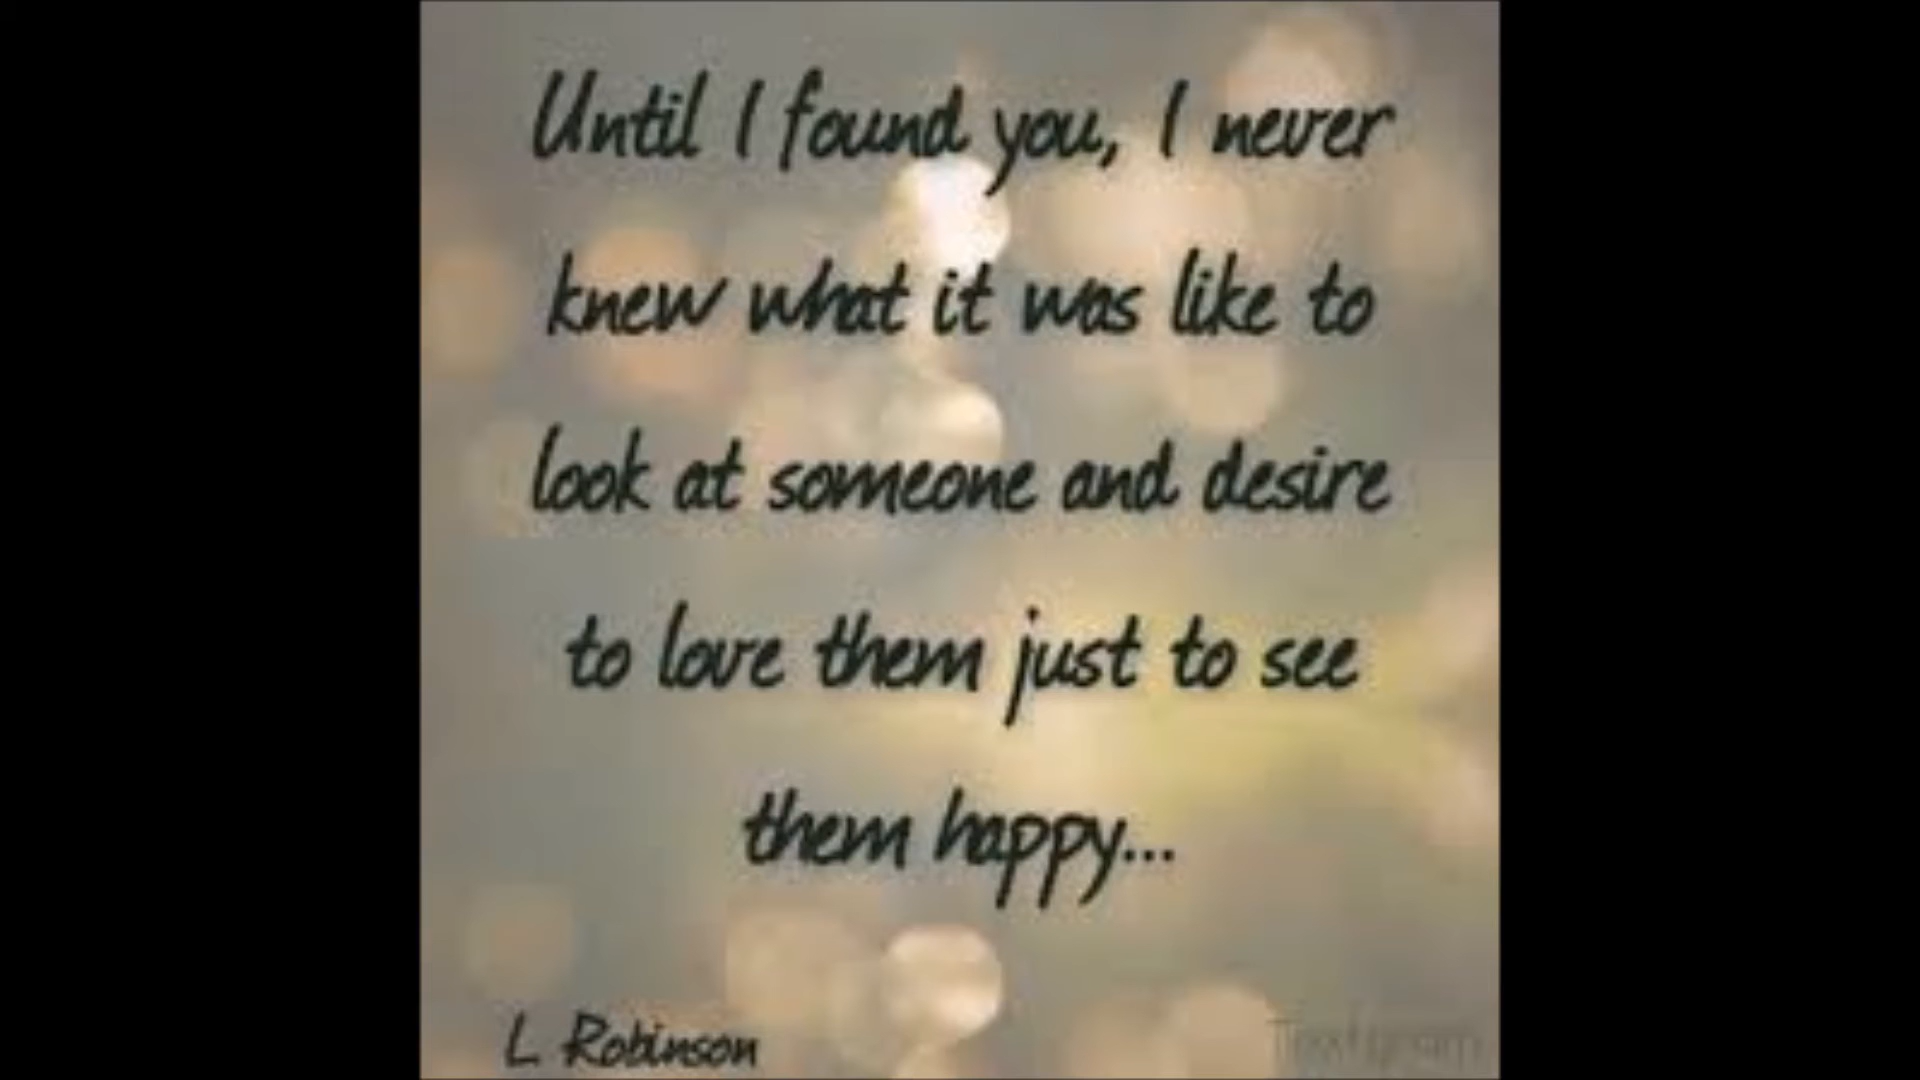 Until I found you, I never
knew what it was like to
look at someone and desire
to love them just to see
them happy...
L Robinson
Textgram